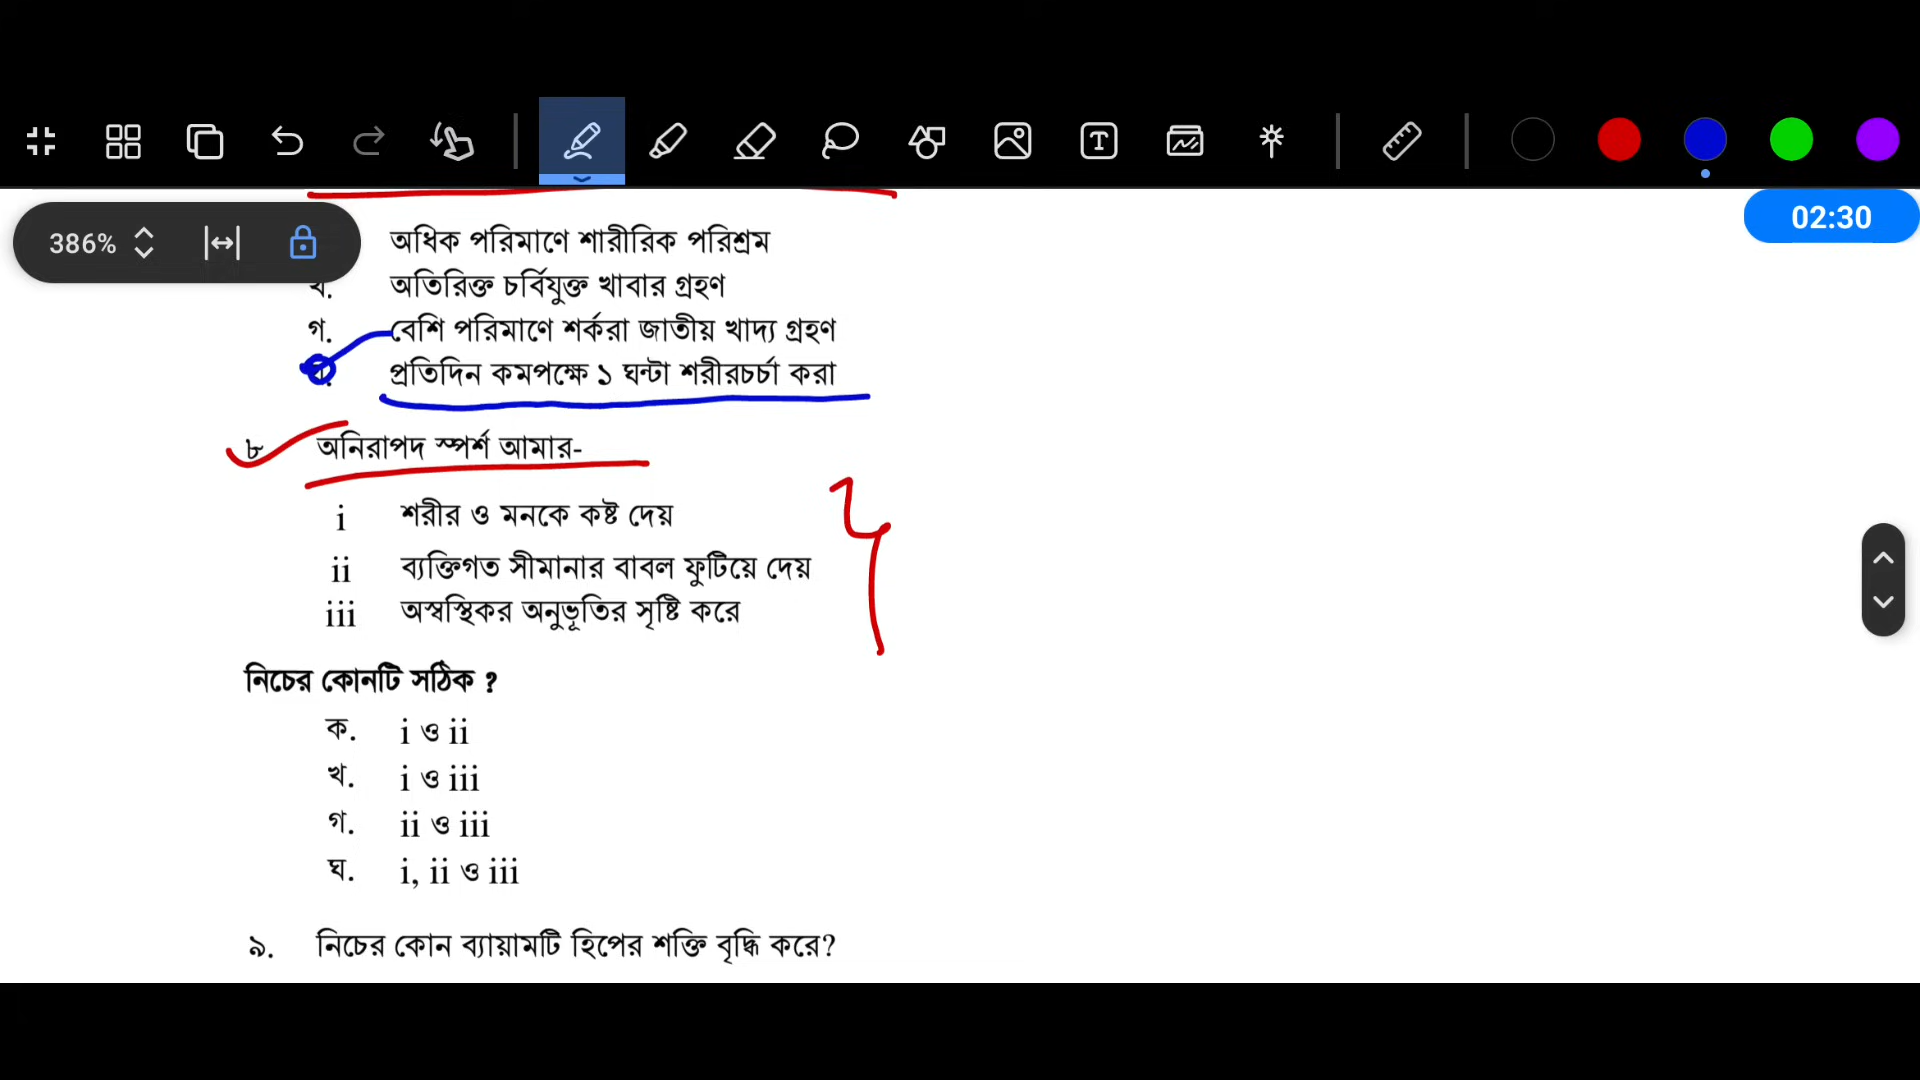 386%
02:30
অধিক পরিমাণে শারীরিক পরিশ্রম
খ. অতিরিক্ত চর্বিযুক্ত খাবার গ্রহণ
গ. বেশি পরিমাণে শর্করা জাতীয় খাদ্য গ্রহণ
প্রতিদিন কমপক্ষে ১ ঘন্টা শরীরচর্চা করা
৮ অনিরাপদ স্পর্শ আমার-
i শরীর ও মনকে কষ্ট দেয়
ii ব্যক্তিগত সীমানার বাবল ফুটিয়ে দেয়
iii অস্বস্থিকর অনুভূতির সৃষ্টি করে
নিচের কোনটি সঠিক ?
ক. i ও ii
খ. i ও iii
গ. ii ও iii
ঘ. i, ii ও iii
৯. নিচের কোন ব্যায়ামটি হিপের শক্তি বৃদ্ধি করে?